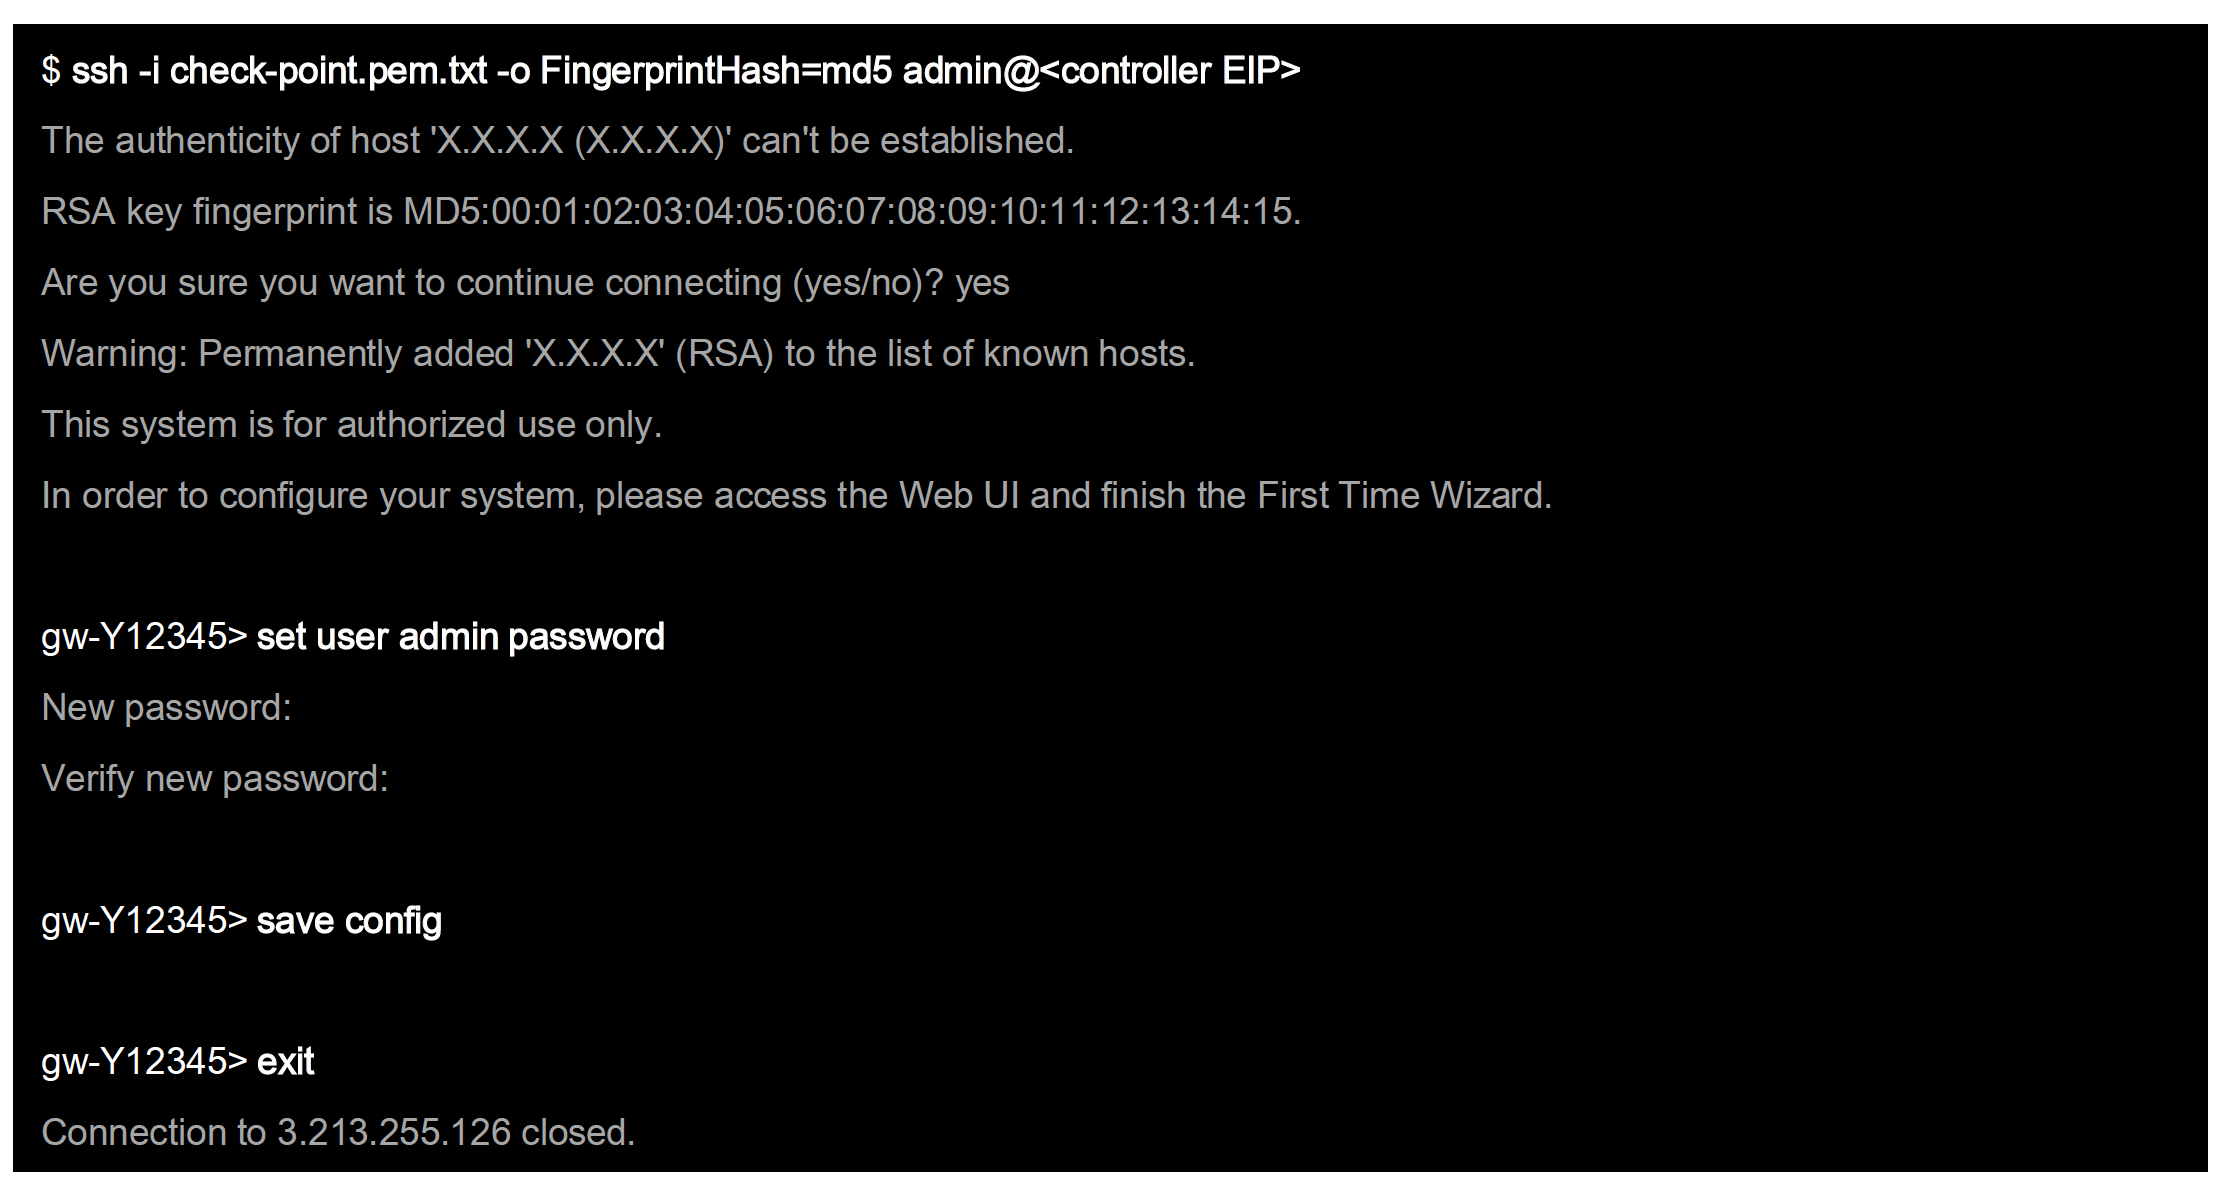 $ ssh -i check-point.pem.txt -o FingerprintHash=md5 admin@<controller EIP>
The authenticity of host 'X.X.X.X (X.X.X.X)' can't be established.
RSA key fingerprint is MD5:00:01:02:03:04:05:06:07:08:09:10:11:12:13:14:15.
Are you sure you want to continue connecting (yes/no)? yes
Warning: Permanently added 'X.X.X.X' (RSA) to the list of known hosts.
This system is for authorized use only.
In order to configure your system, please access the Web UI and finish the First Time Wizard.
gw-Y12345> set user admin password
New password:
Verify new password:
gw-Y12345> save config
gw-Y12345> exit
Connection to 3.213.255.126 closed.